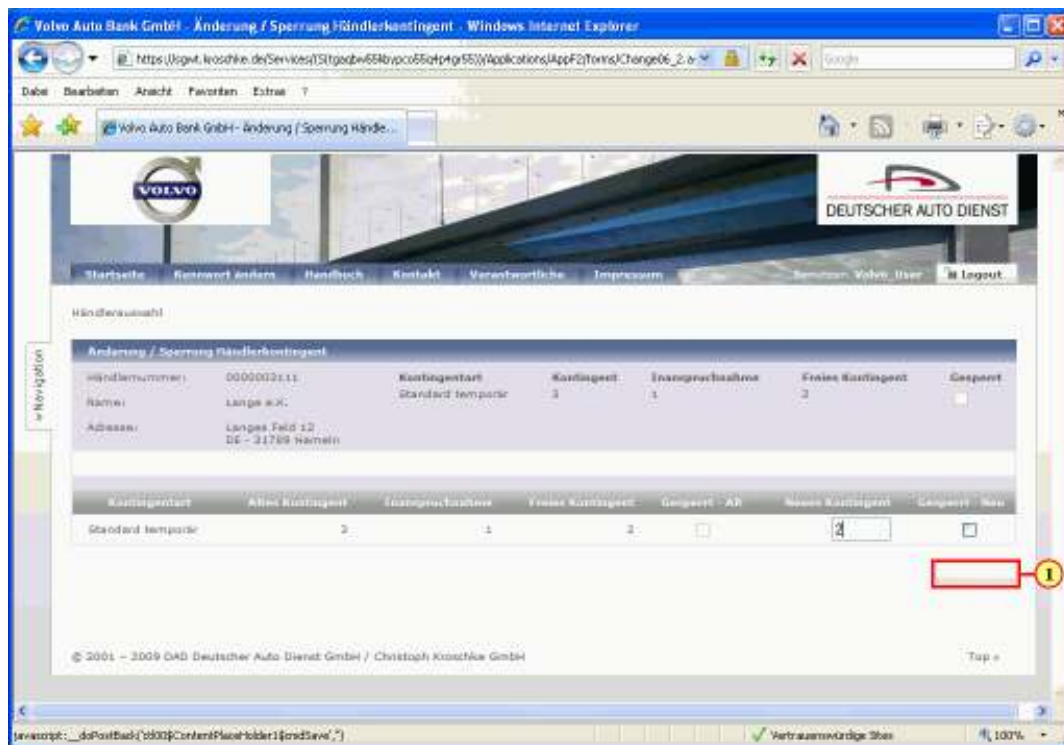 Volvo Auto Bank GmbH - Änderung / Sperrung Händlerkontingent - Windows Internet Explorer
Google
Datei Bearbeiten Ansicht Favoriten Extras ?
Volvo Auto Bank GmbH - Änderung / Sperrung Händle...
VOLVO
DEUTSCHER AUTO DIENST
Startseite Kennwort ändern Handbuch Kontakt Verantwortliche Impressum Benutzer: Volvo_User Logout
Händlerauswahl
» Navigation
Änderung / Sperrung Händlerkontingent
Händlernummer: 0000003111 Kontingentart Kontingent Inanspruchnahme Freies Kontingent Gesperrt
Standard temporär 3 1 2
Name: Lange e.K.
Adresse: Langes Feld 12
DE - 31789 Hameln
Kontingentart Altes Kontingent Inanspruchnahme Freies Kontingent Gesperrt - Alt Neues Kontingent Gesperrt - Neu
Standard temporär 3 1 2 2
1
© 2001 – 2009 DAD Deutscher Auto Dienst GmbH / Christoph Kroschke GmbH Top
javascript:__doPostBack('ctl00$ContentPlaceHolder1$cmdSave','') Vertrauenswürdige Sites 100%